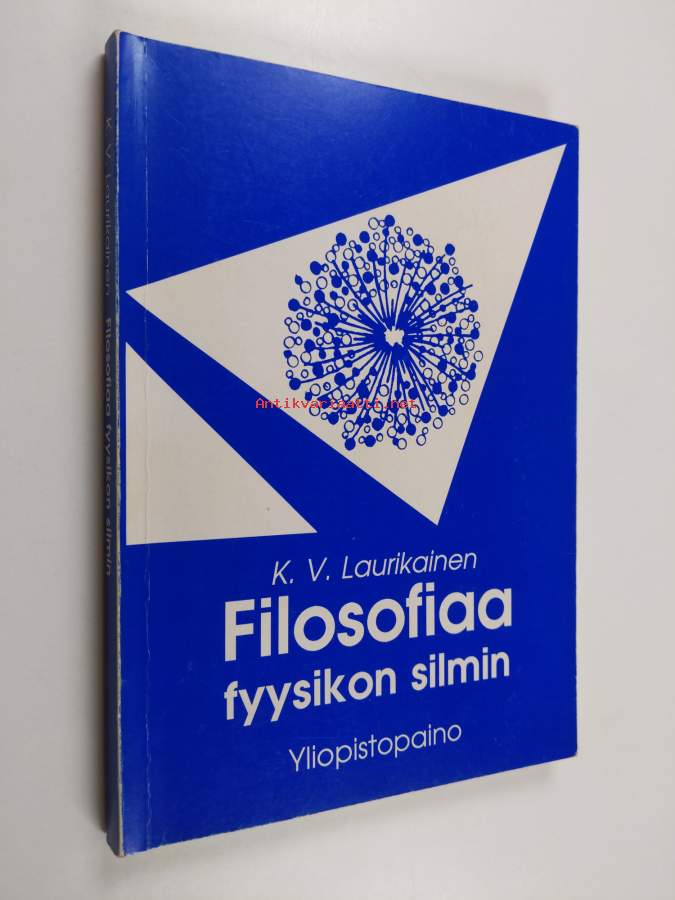 K. V. Laurikainen Filosofiaa fyysikon silmin
Antikvariaatti.net
K. V. Laurikainen
Filosofiaa
fyysikon silmin
Yliopistopaino